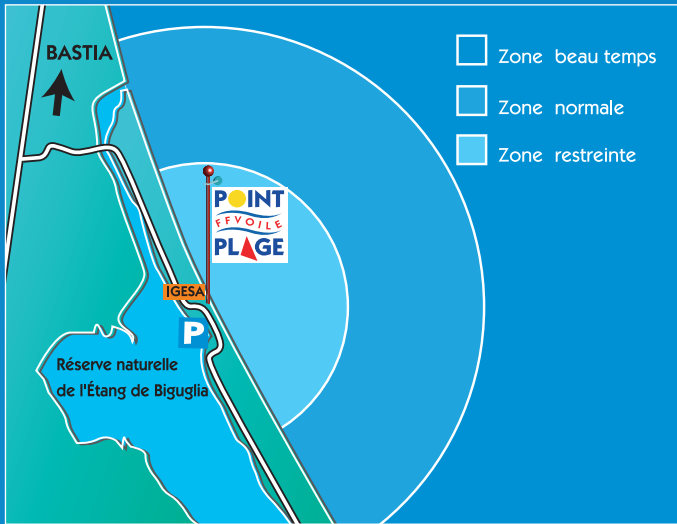 BASTIA
Zone beau temps
Zone normale
Zone restreinte
POINT
FFVOILE
PLAGE
IGESA
P
Réserve naturelle
de l'Étang de Biguglia